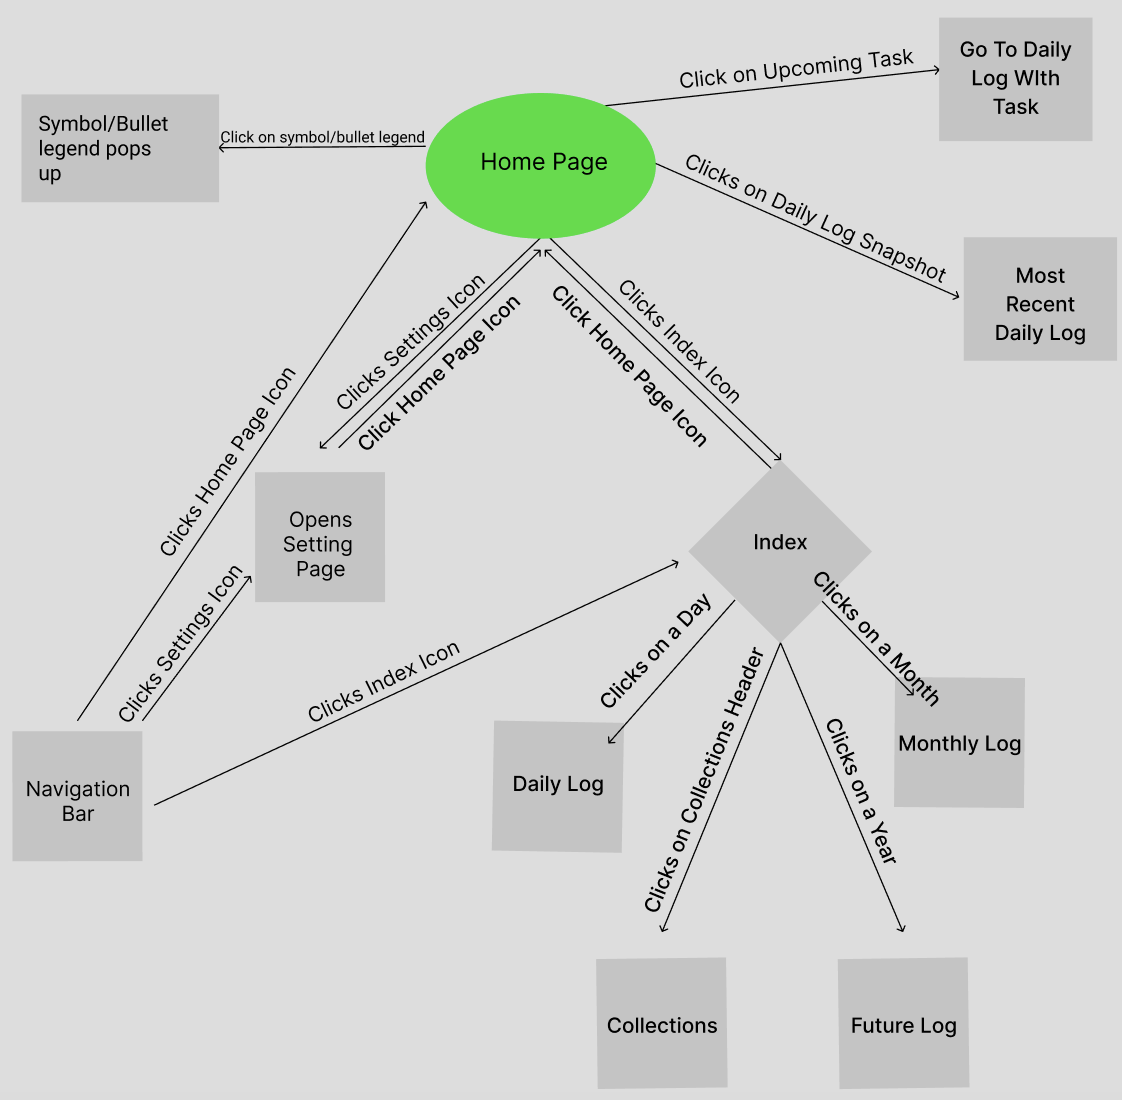 Go To Daily
Log WIth
Task
Click on Upcoming Task
Symbol/Bullet
legend pops
up
Click on symbol/bullet legend
Home Page
Clicks on Daily Log Snapshot
Most
Recent
Daily Log
Clicks Settings Icon
Click Home Page Icon
Click Home Page Icon
Clicks Index Icon
Clicks Home Page Icon
Opens
Setting
Page
Index
Clicks Settings Icon
Clicks Index Icon
Clicks on a Day
Clicks on Collections Header
Clicks on a Year
Clicks on a Month
Navigation
Bar
Daily Log
Monthly Log
Collections
Future Log